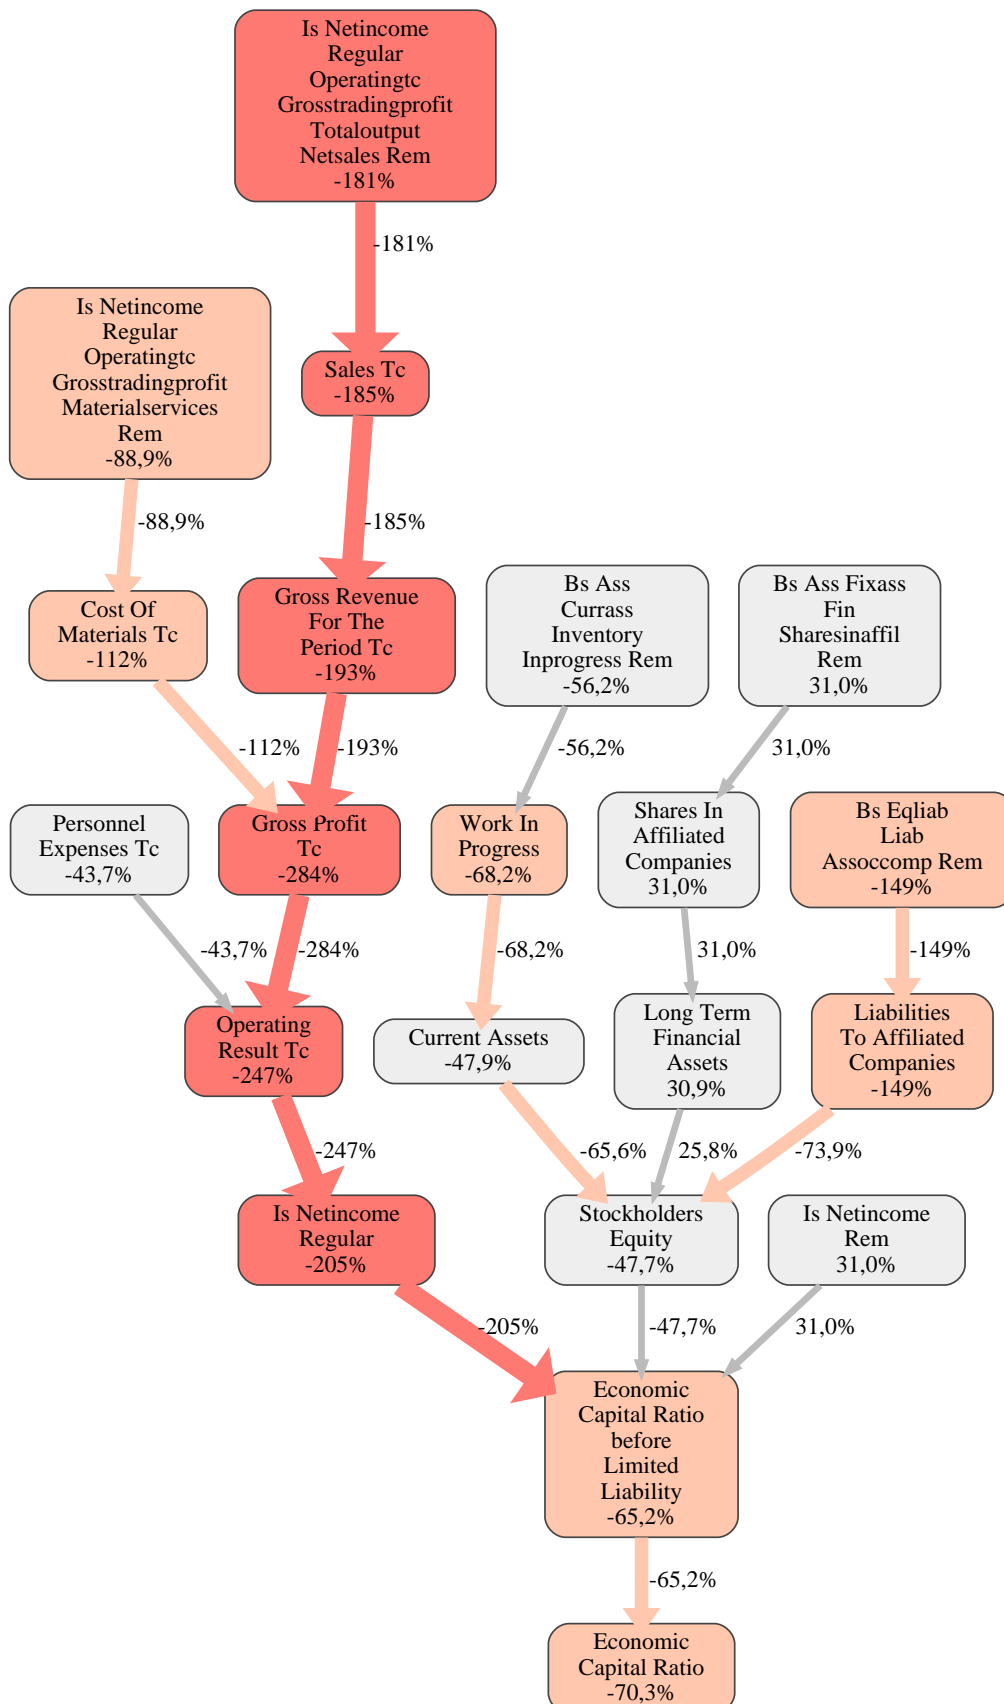 Is Netincome
Regular
Operatingtc
Grosstradingprofit
Totaloutput
Netsales Rem
-181%
-181%
Is Netincome
Regular
Operatingtc
Grosstradingprofit
Materialservices
Rem
-88,9%
Sales Tc
-185%
-88,9%
-185%
Cost Of
Materials Tc
-112%
Gross Revenue
For The
Period Tc
-193%
Bs Ass
Currass
Inventory
Inprogress Rem
-56,2%
Bs Ass Fixass
Fin
Sharesinaffil
Rem
31,0%
-112%
-193%
-56,2%
31,0%
Personnel
Expenses Tc
-43,7%
Gross Profit
Tc
-284%
Work In
Progress
-68,2%
Shares In
Affiliated
Companies
31,0%
Bs Eqliab
Liab
Assoccomp Rem
-149%
-43,7%
-284%
-68,2%
31,0%
-149%
Operating
Result Tc
-247%
Current Assets
-47,9%
Long Term
Financial
Assets
30,9%
Liabilities
To Affiliated
Companies
-149%
-247%
-65,6%
25,8%
-73,9%
Is Netincome
Regular
-205%
Stockholders
Equity
-47,7%
Is Netincome
Rem
31,0%
-205%
-47,7%
31,0%
Economic
Capital Ratio
before
Limited
Liability
-65,2%
-65,2%
Economic
Capital Ratio
-70,3%